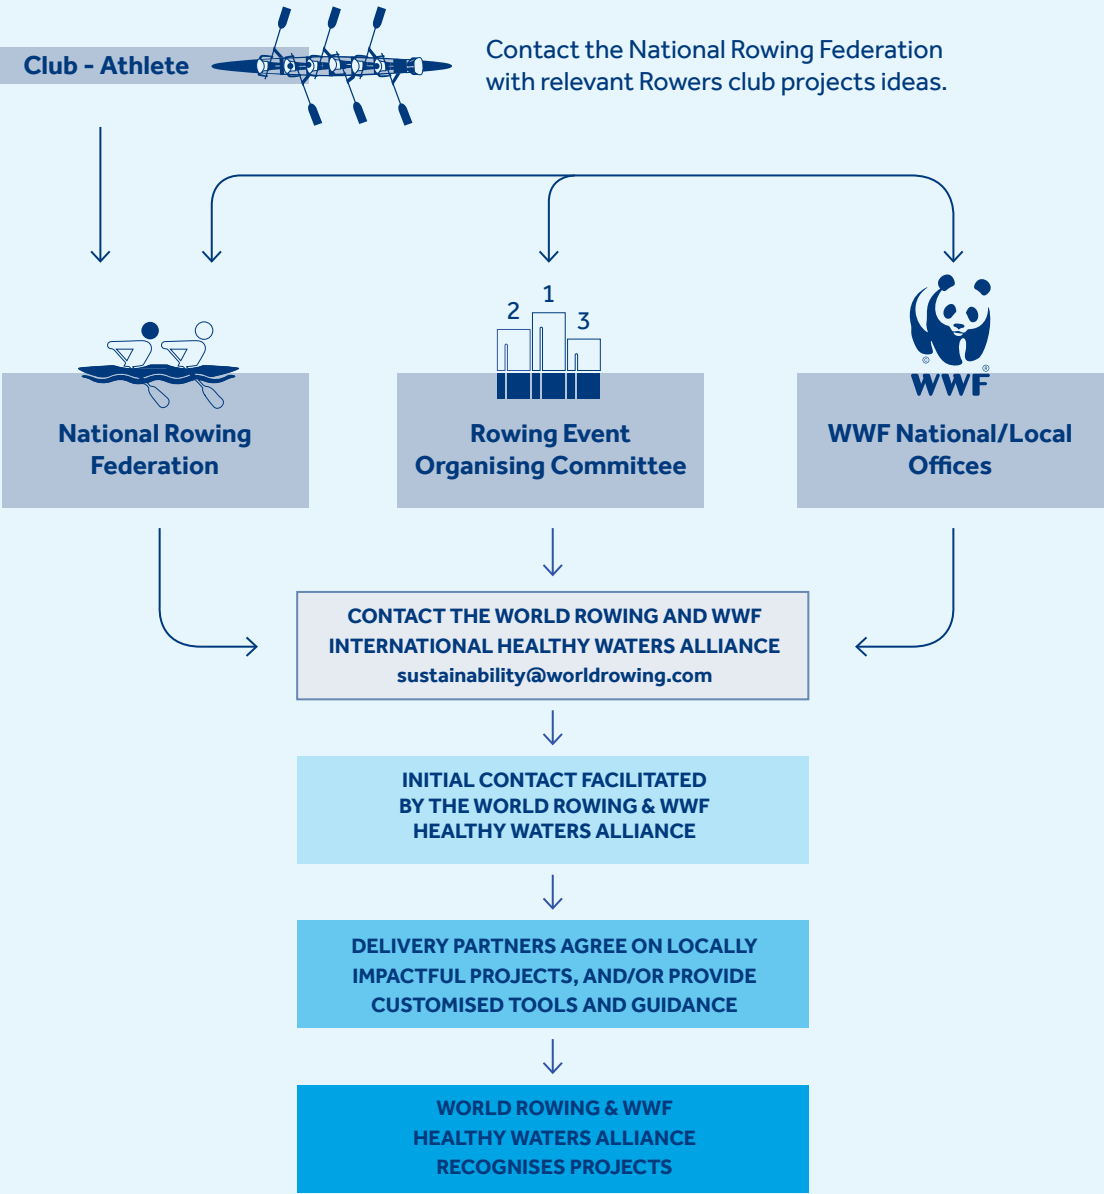 Club - Athlete
Contact the National Rowing Federation
with relevant Rowers club projects ideas.
2
1
3
©
®
WWF
National Rowing
Federation
Rowing Event
Organising Committee
WWF National/Local
Offices
CONTACT THE WORLD ROWING AND WWF
INTERNATIONAL HEALTHY WATERS ALLIANCE
sustainability@worldrowing.com
INITIAL CONTACT FACILITATED
BY THE WORLD ROWING & WWF
HEALTHY WATERS ALLIANCE
DELIVERY PARTNERS AGREE ON LOCALLY
IMPACTFUL PROJECTS, AND/OR PROVIDE
CUSTOMISED TOOLS AND GUIDANCE
WORLD ROWING & WWF
HEALTHY WATERS ALLIANCE
RECOGNISES PROJECTS